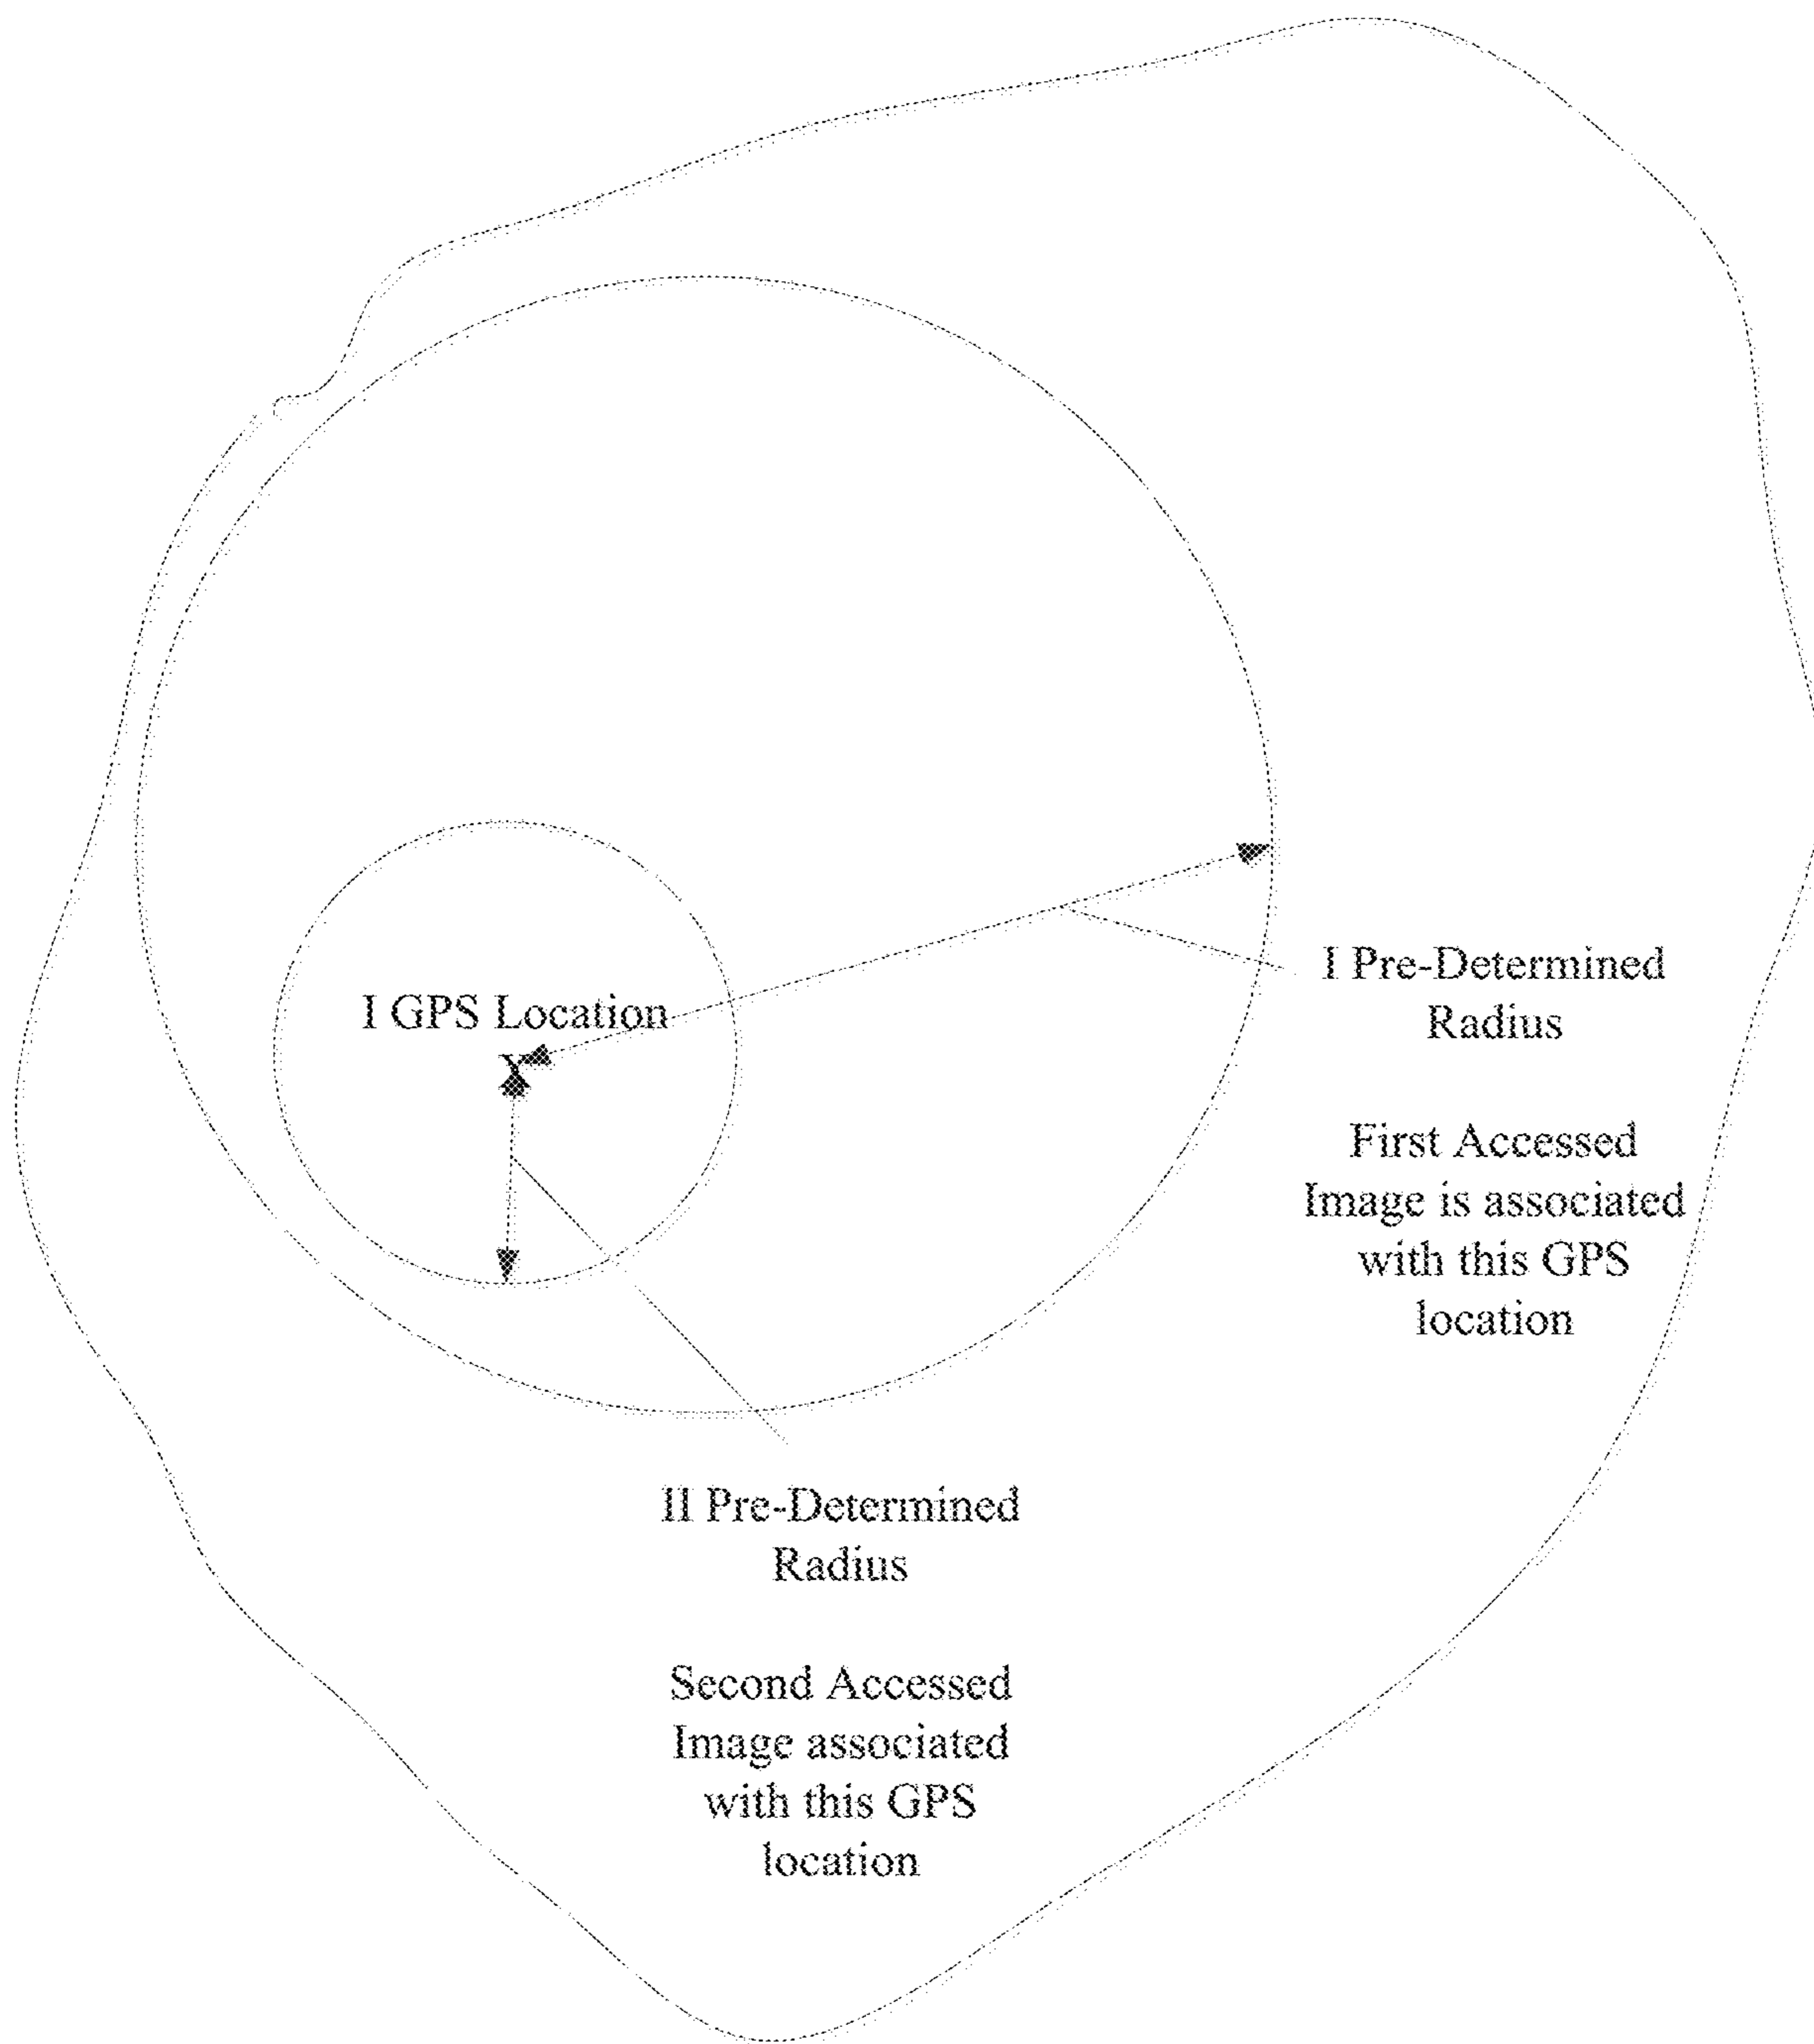 I GPS Location
X
I Pre-Determined
Radius
First Accessed
Image is associated
with this GPS
location
II Pre-Determined
Radius
Second Accessed
Image associated
with this GPS
location